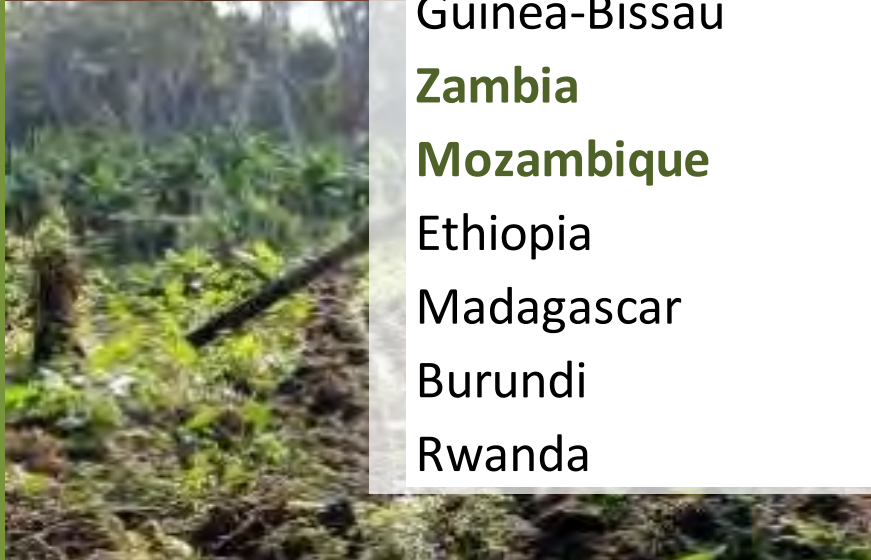 Guinea-Bissau
Zambia
Mozambique
Ethiopia
Madagascar
Burundi
Rwanda